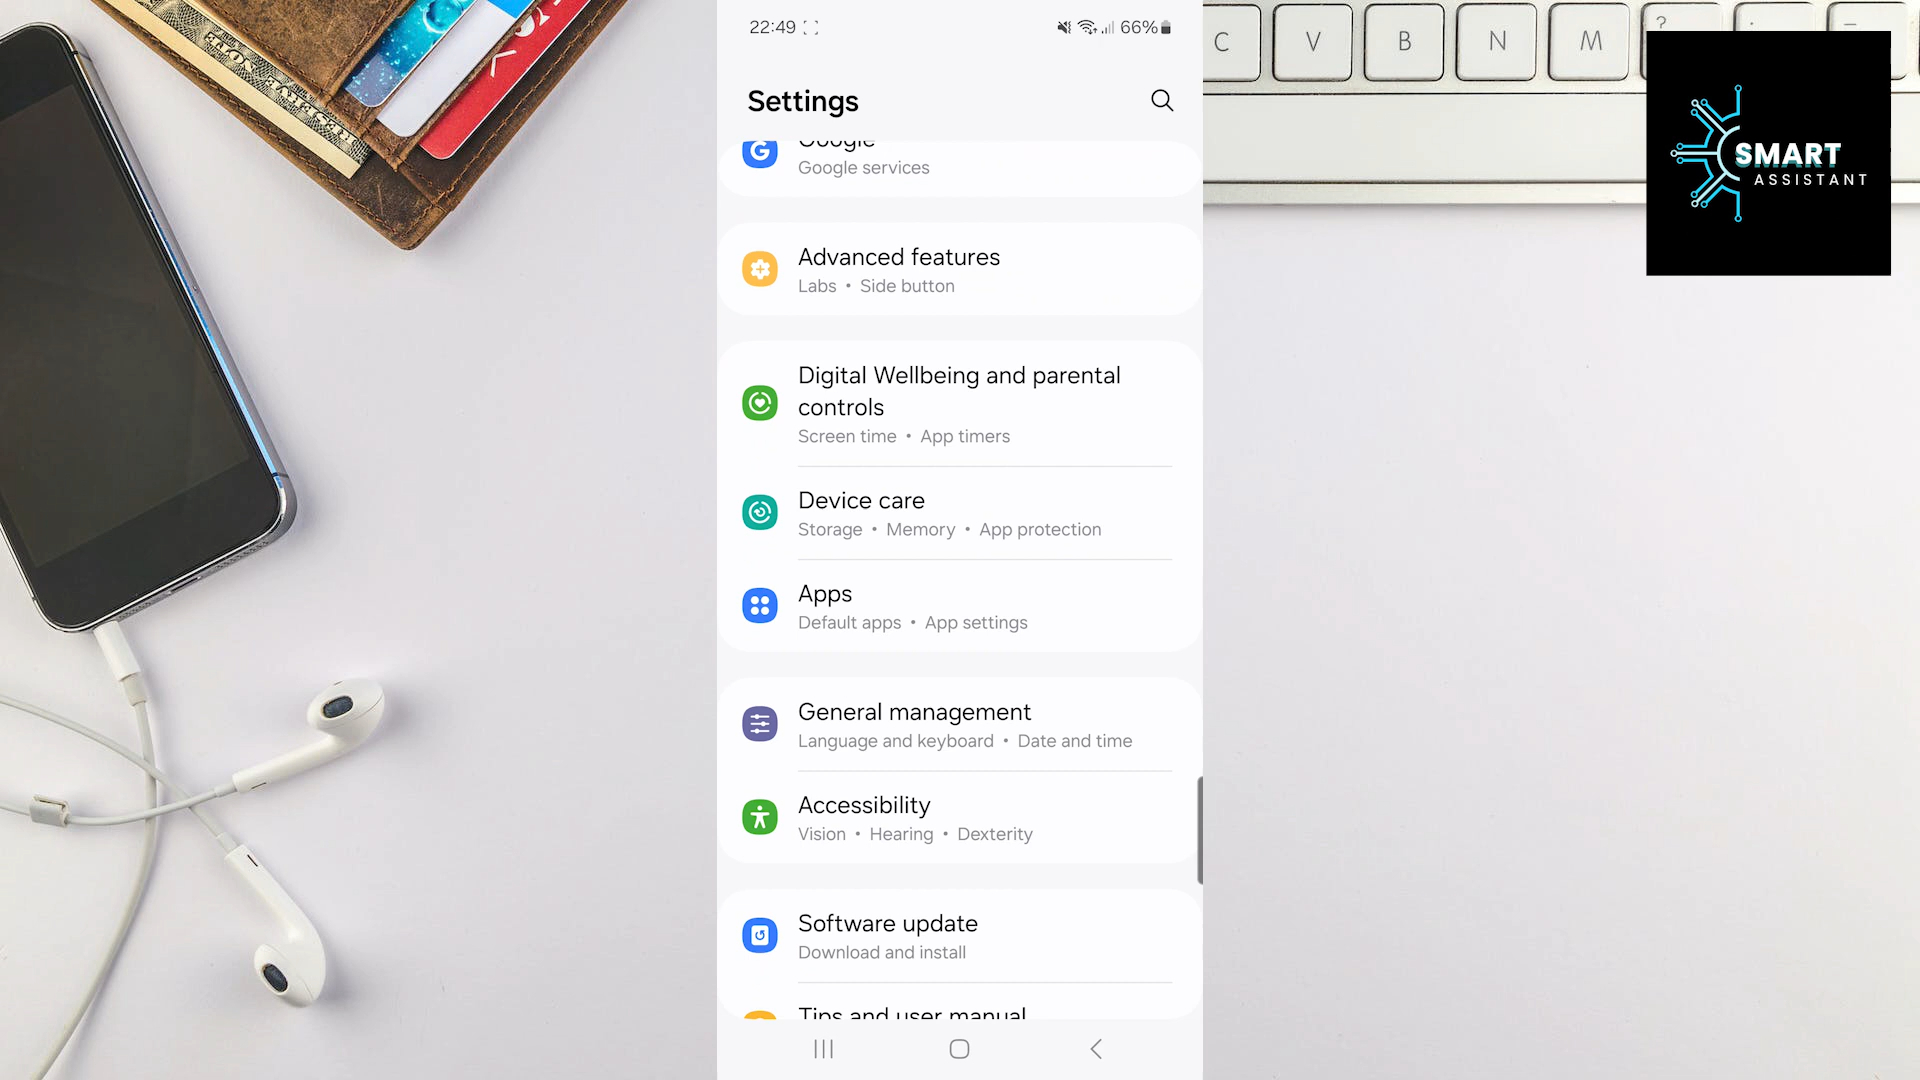 22:49
66%
Settings
Google
Google services
Advanced features
Labs • Side button
Digital Wellbeing and parental
controls
Screen time • App timers
Device care
Storage • Memory • App protection
Apps
Default apps • App settings
General management
Language and keyboard • Date and time
Accessibility
Vision • Hearing • Dexterity
Software update
Download and install
Tips and user manual
C V B N M ?
SMART
ASSISTANT